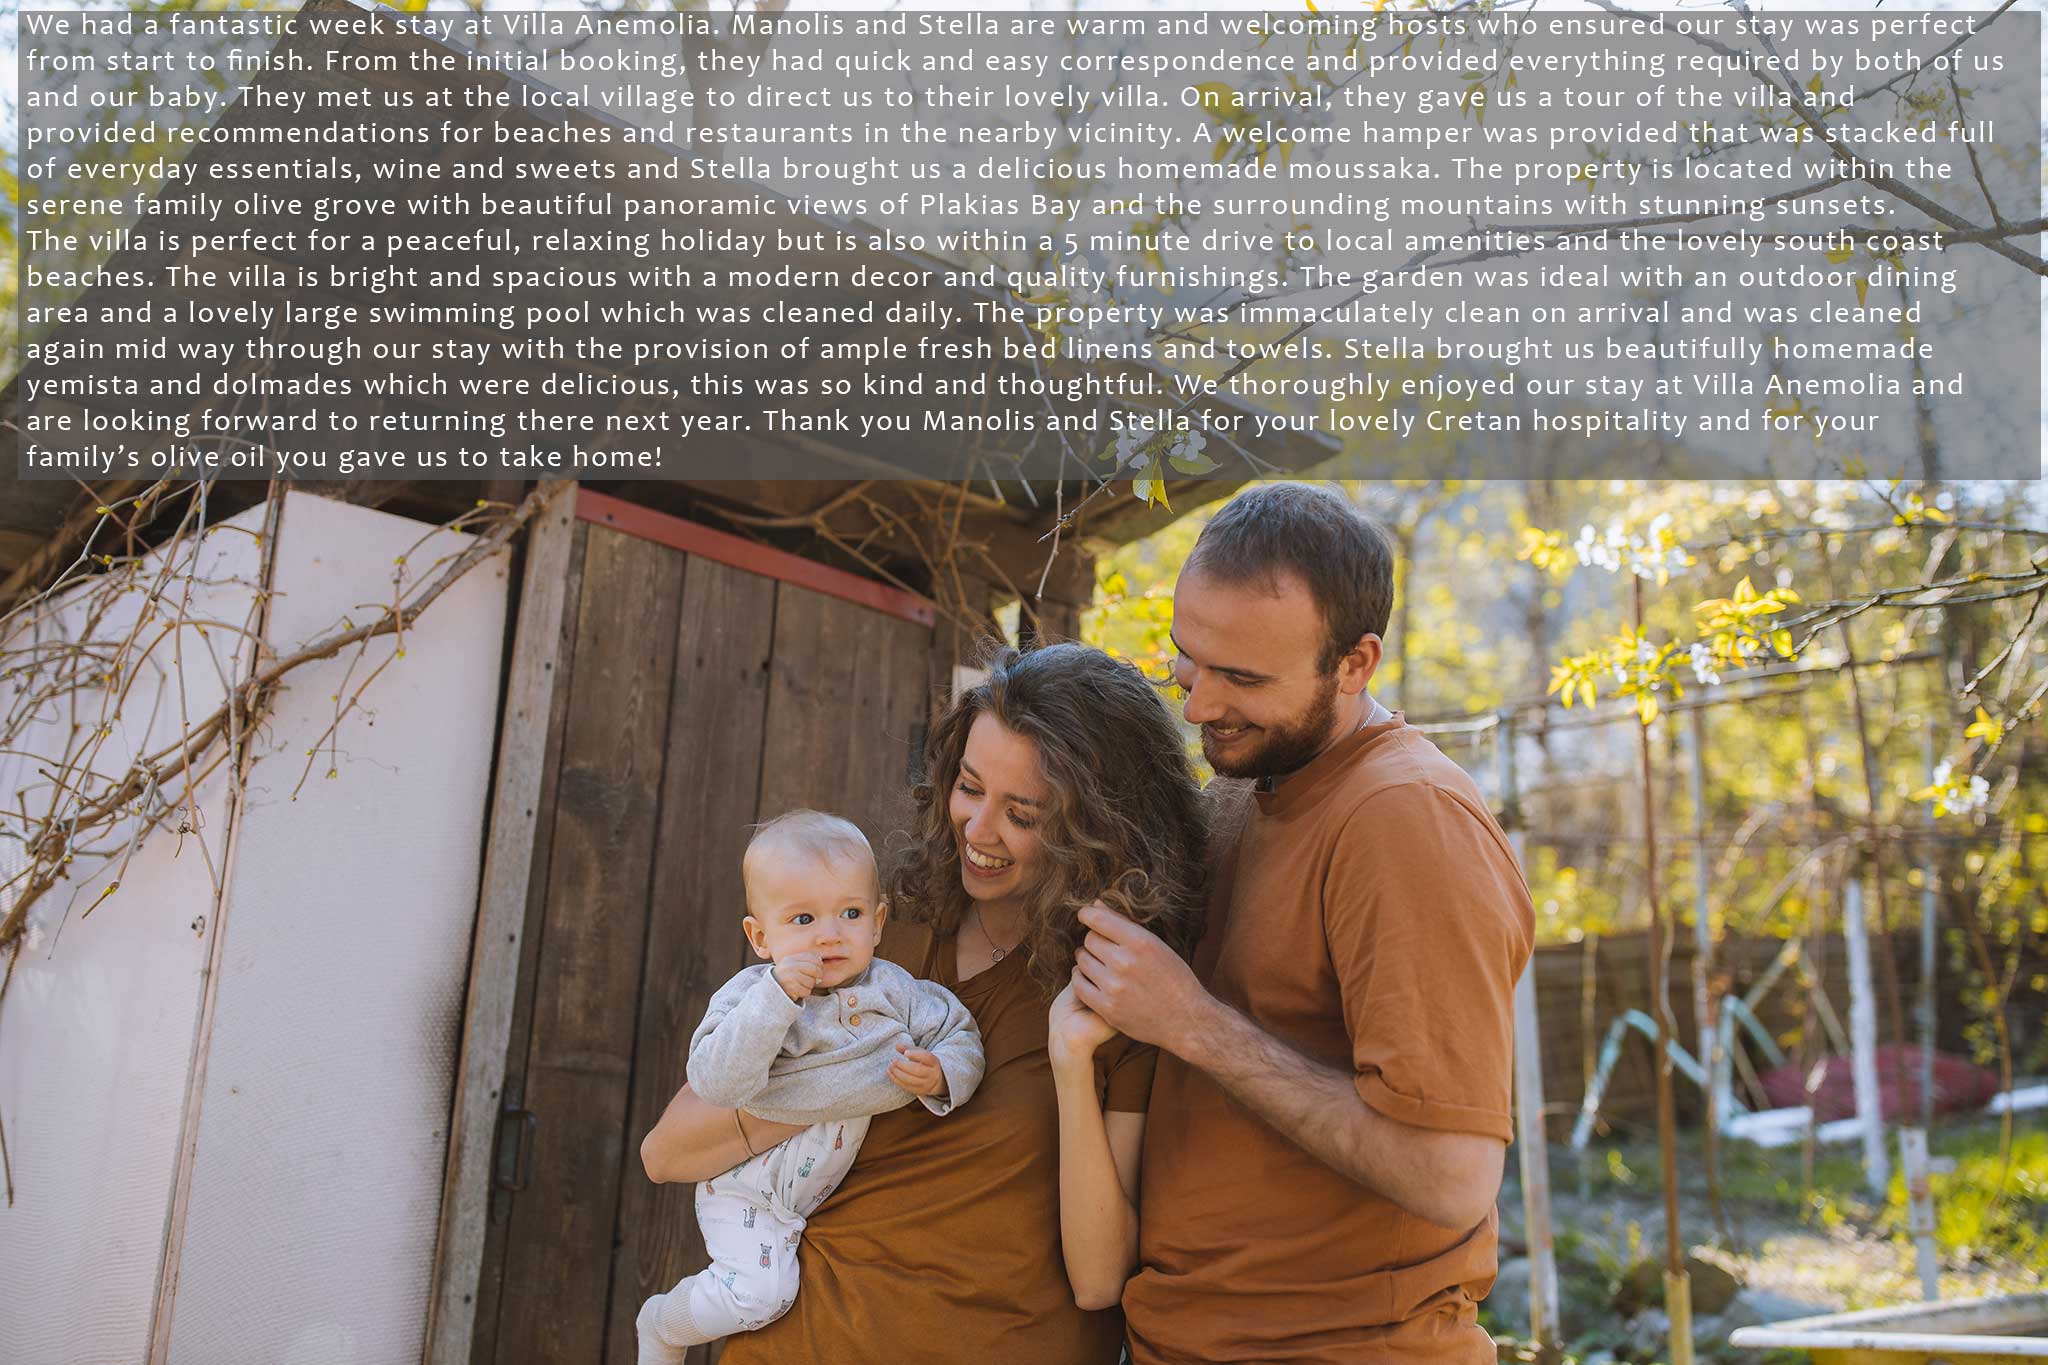 We had a fantastic week stay at Villa Anemolia. Manolis and Stella are warm and welcoming hosts who ensured our stay was perfect
from start to finish. From the initial booking, they had quick and easy correspondence and provided everything required by both of us
and our baby. They met us at the local village to direct us to their lovely villa. On arrival, they gave us a tour of the villa and
provided recommendations for beaches and restaurants in the nearby vicinity. A welcome hamper was provided that was stacked full
of everyday essentials, wine and sweets and Stella brought us a delicious homemade moussaka. The property is located within the
serene family olive grove with beautiful panoramic views of Plakias Bay and the surrounding mountains with stunning sunsets.
The villa is perfect for a peaceful, relaxing holiday but is also within a 5 minute drive to local amenities and the lovely south coast
beaches. The villa is bright and spacious with a modern decor and quality furnishings. The garden was ideal with an outdoor dining
area and a lovely large swimming pool which was cleaned daily. The property was immaculately clean on arrival and was cleaned
again mid way through our stay with the provision of ample fresh bed linens and towels. Stella brought us beautifully homemade
yemista and dolmades which were delicious, this was so kind and thoughtful. We thoroughly enjoyed our stay at Villa Anemolia and
are looking forward to returning there next year. Thank you Manolis and Stella for your lovely Cretan hospitality and for your
family’s olive oil you gave us to take home!